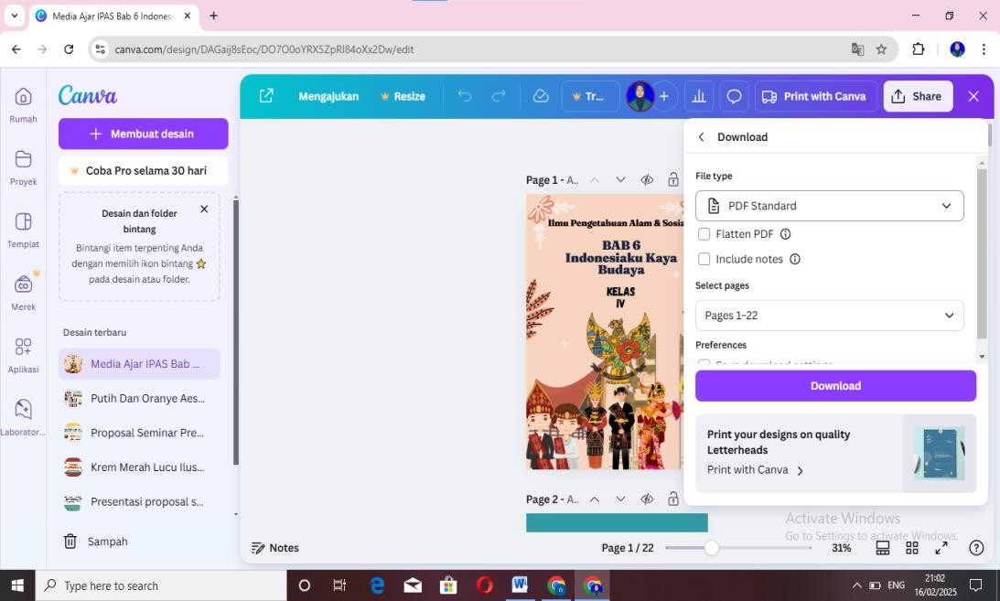 Media Ajar IPAS Bab 6 Indonesi
canva.com/design/DAGaij8sEoc/DO7O0oYRX5ZpRI84oXx2Dw/edit
Rumah
Proyek
Templat
Merek
Aplikasi
Laborator...
Canva
Membuat desain
Coba Pro selama 30 hari
Desain dan folder
bintang
Bintangi item terpenting Anda
dengan memilih ikon bintang
pada desain atau folder.
Desain terbaru
Media Ajar IPAS Bab ...
Putih Dan Oranye Aes...
Proposal Seminar Pre...
Krem Merah Lucu Ilus...
Presentasi proposal s...
Sampah
Mengajukan
Resize
Tr...
Print with Canva
Share
Page 1 - A..
Ilmu Pengetahuan Alam & Sosia
BAB 6
Indonesiaku Kaya
Budaya
KELAS
IV
Page 2 - A..
Download
File type
PDF Standard
Flatten PDF
Include notes
Select pages
Pages 1–22
Preferences
Save download settings
Download
Print your designs on quality
Letterheads
Print with Canva
Activate Windows
Go to Settings to activate Windows.
Notes
Page 1 / 22
31%
Type here to search
ENG
21:02
16/02/2025